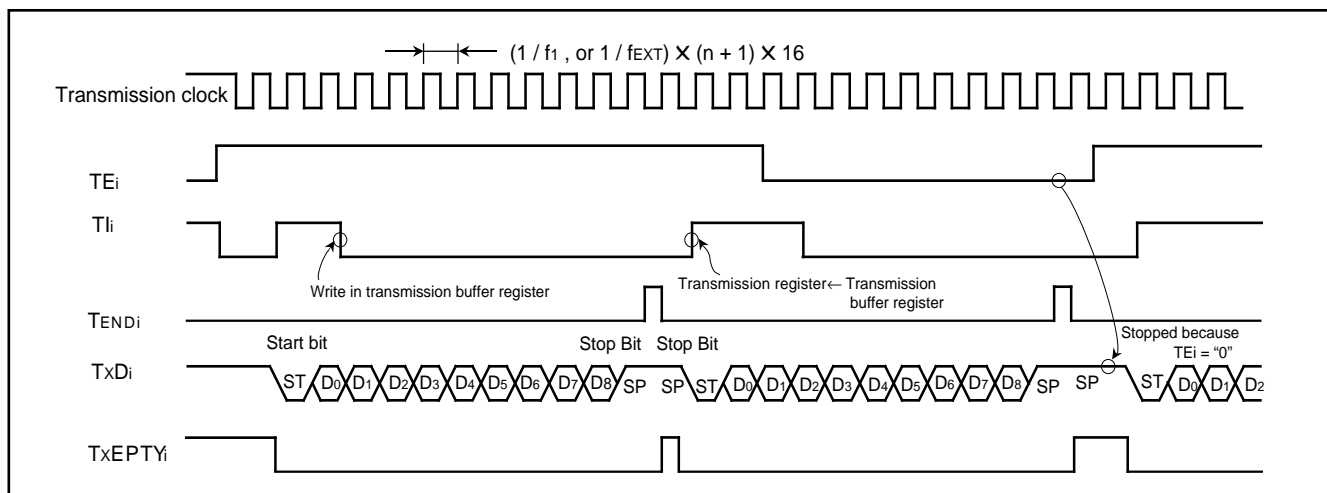 (1 / f1 , or 1 / fEXT) X (n + 1) X 16
Transmission clock
TEi
TIi
Write in transmission buffer register
Transmission register← Transmission
buffer register
TENDi
Start bit
Stop Bit
Stop Bit
Stopped because
TEi = “0”
TXDi
ST D0 D1 D2 D3 D4 D5 D6 D7 D8 SP SP ST D0 D1 D2 D3 D4 D5 D6 D7 D8 SP SP ST D0 D1 D2
TXEPTYi